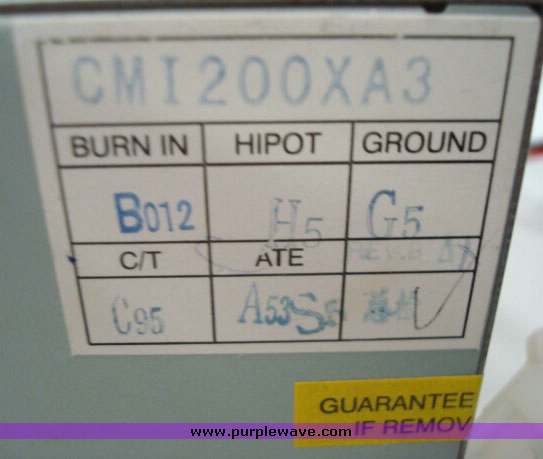 CMI200XA3
BURN IN HIPOT GROUND
B012 H5 G5
C/T ATE
C95 A53
GUARANTEE
IF REMOV
www.purplewave.com